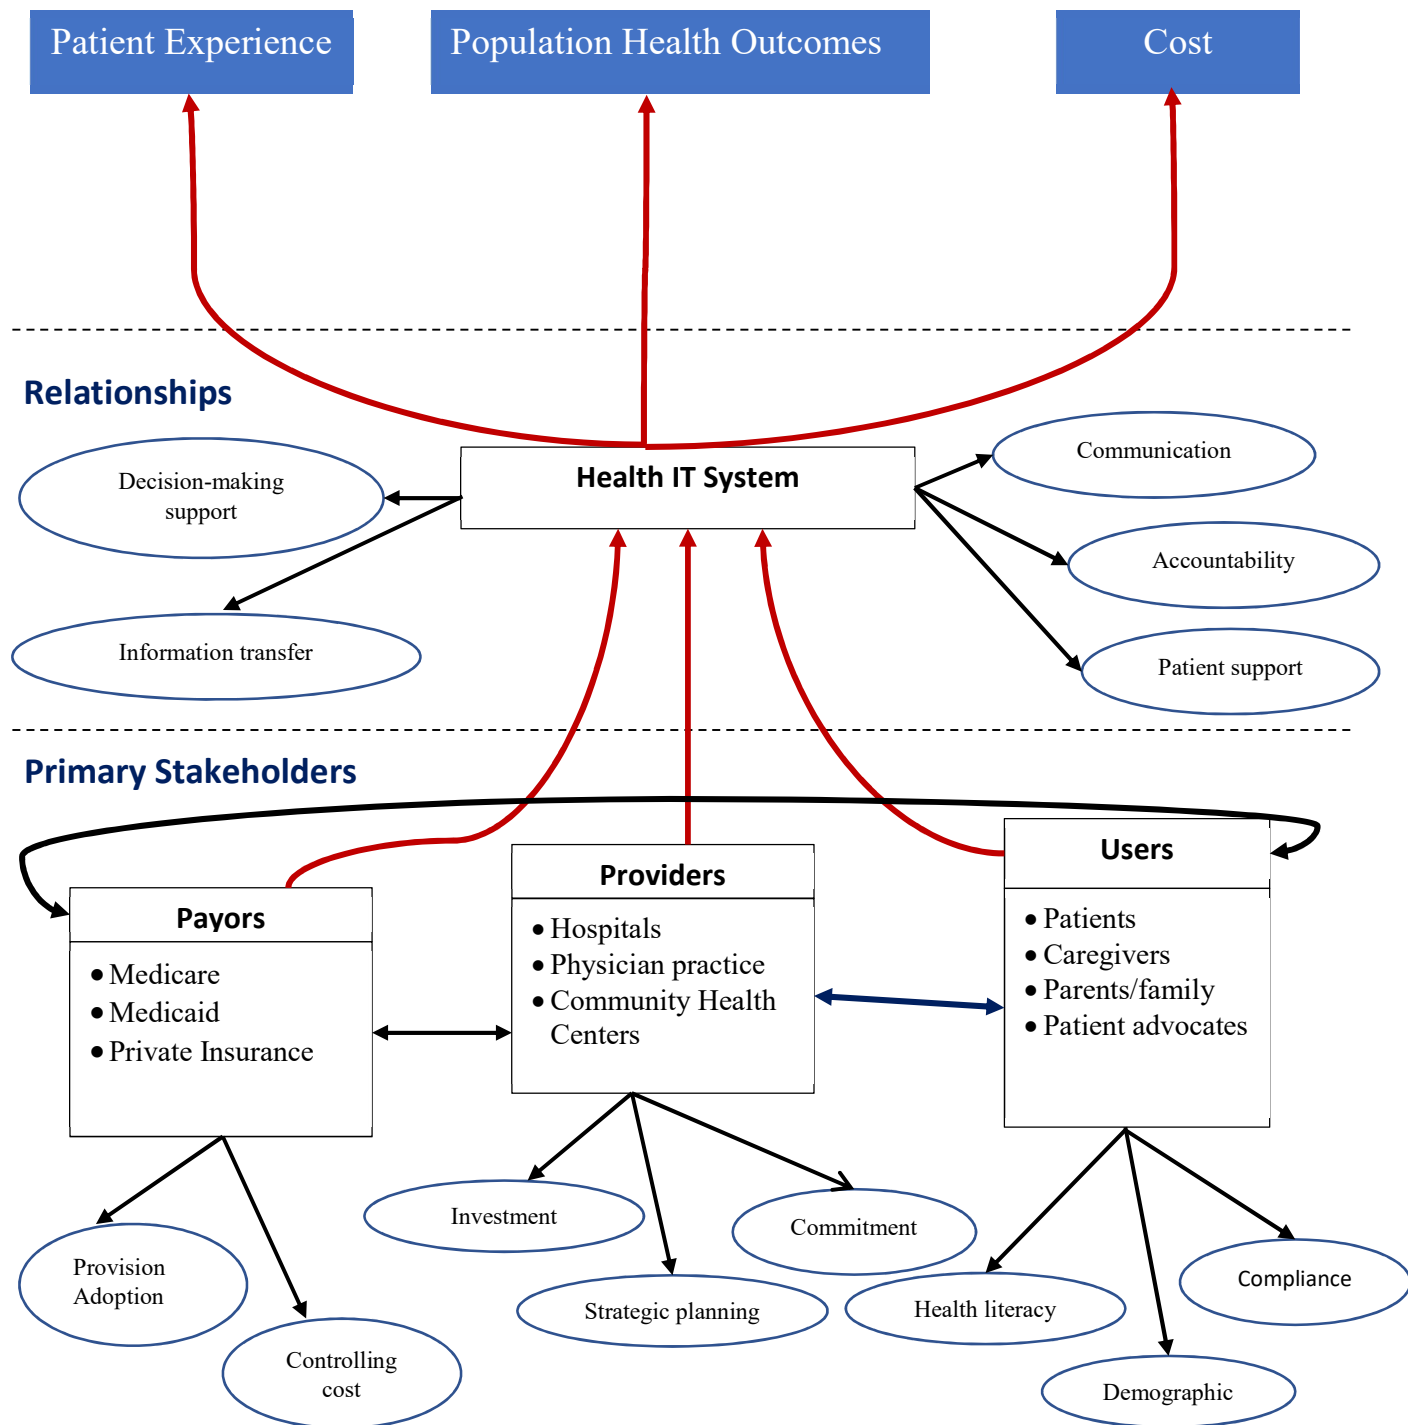 Patient Experience
Population Health Outcomes
Cost
Relationships
Decision-making
support
Information transfer
Health IT System
Communication
Accountability
Patient support
Primary Stakeholders
Payors
• Medicare
• Medicaid
• Private Insurance
Providers
• Hospitals
• Physician practice
• Community Health
Centers
Users
• Patients
• Caregivers
• Parents/family
• Patient advocates
Provision
Adoption
Controlling
cost
Investment
Strategic planning
Commitment
Health literacy
Demographic
Compliance